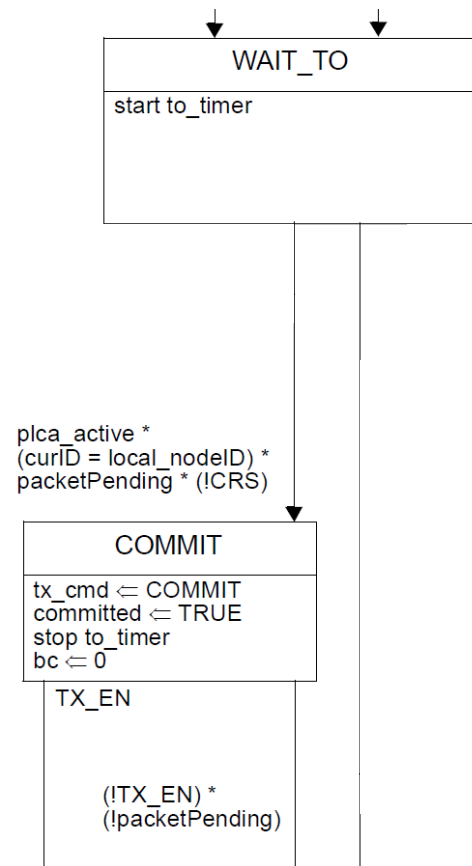 WAIT_TO
start to_timer
plca_active *
(curID = local_nodeID) *
packetPending * (!CRS)
COMMIT
tx_cmd ⇐ COMMIT
committed ⇐ TRUE
stop to_timer
bc ⇐ 0
TX_EN
(!TX_EN) *
(!packetPending)